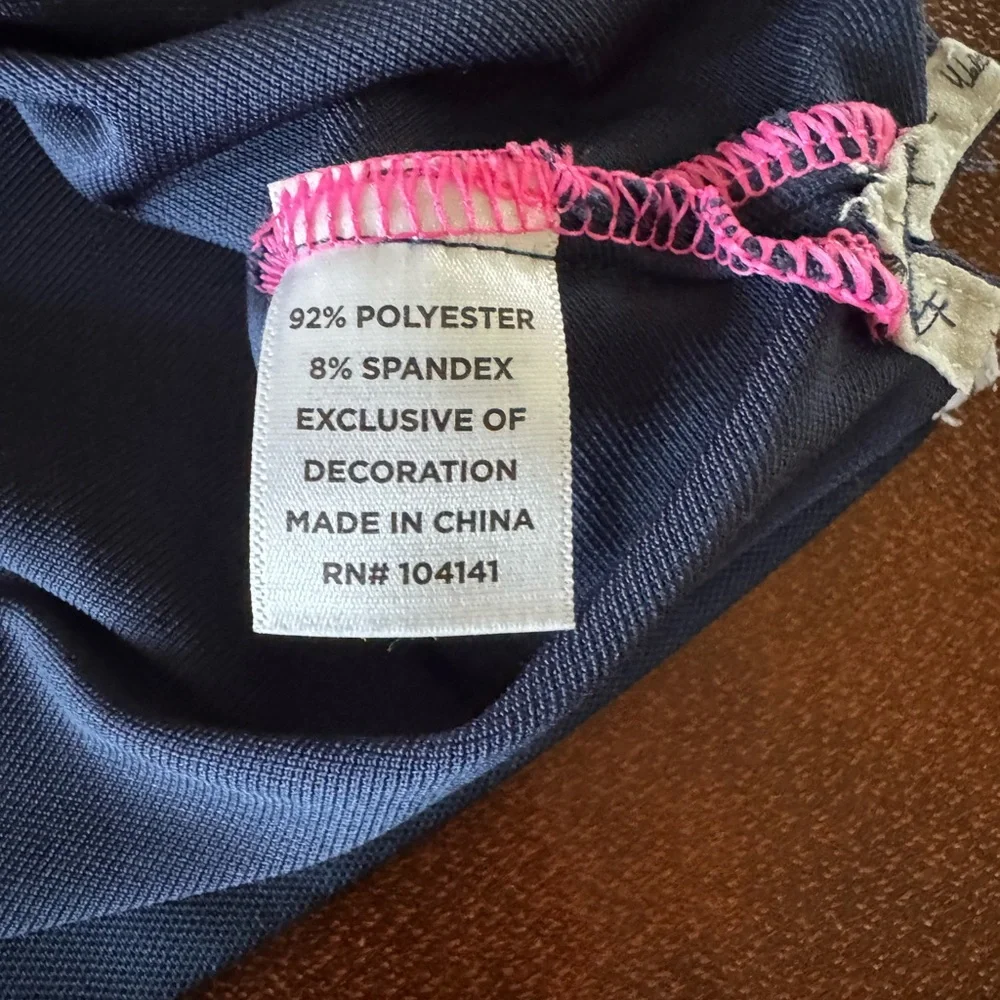 92% POLYESTER
8% SPANDEX
EXCLUSIVE OF
DECORATION
MADE IN CHINA
RN# 104141